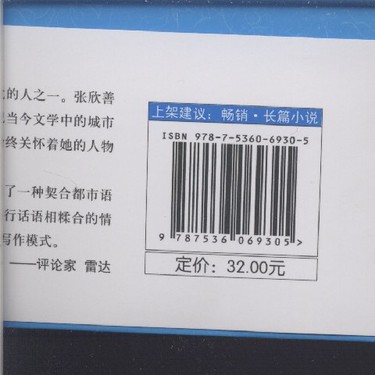 的人之一。张欣善
当今文学中的城市
终关怀着她的人物
了一种契合都市语
行话语相糅合的情
写作模式。
——评论家 雷达
上架建议：畅销·长篇小说
ISBN 978-7-5360-6930-5
9 787536 069305>
定价：32.00元